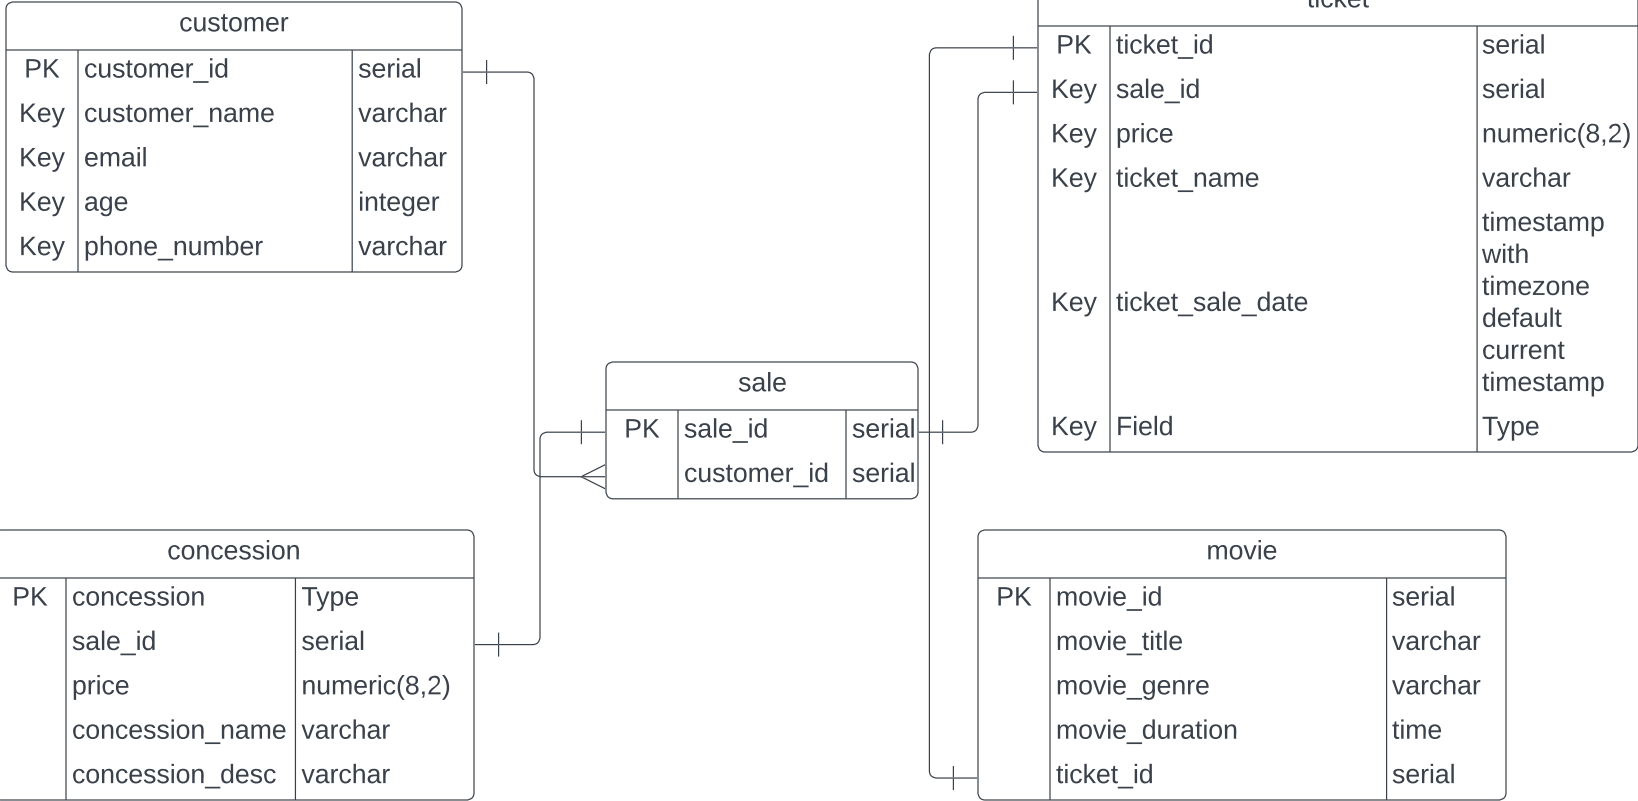 customer
PK customer_id serial
Key customer_name varchar
Key email varchar
Key age integer
Key phone_number varchar
ticket
PK ticket_id serial
Key sale_id serial
Key price numeric(8,2)
Key ticket_name varchar
Key ticket_sale_date timestamp
with
timezone
default
current
timestamp
Key Field Type
sale
PK sale_id serial
customer_id serial
concession
PK concession Type
sale_id serial
price numeric(8,2)
concession_name varchar
concession_desc varchar
movie
PK movie_id serial
movie_title varchar
movie_genre varchar
movie_duration time
ticket_id serial